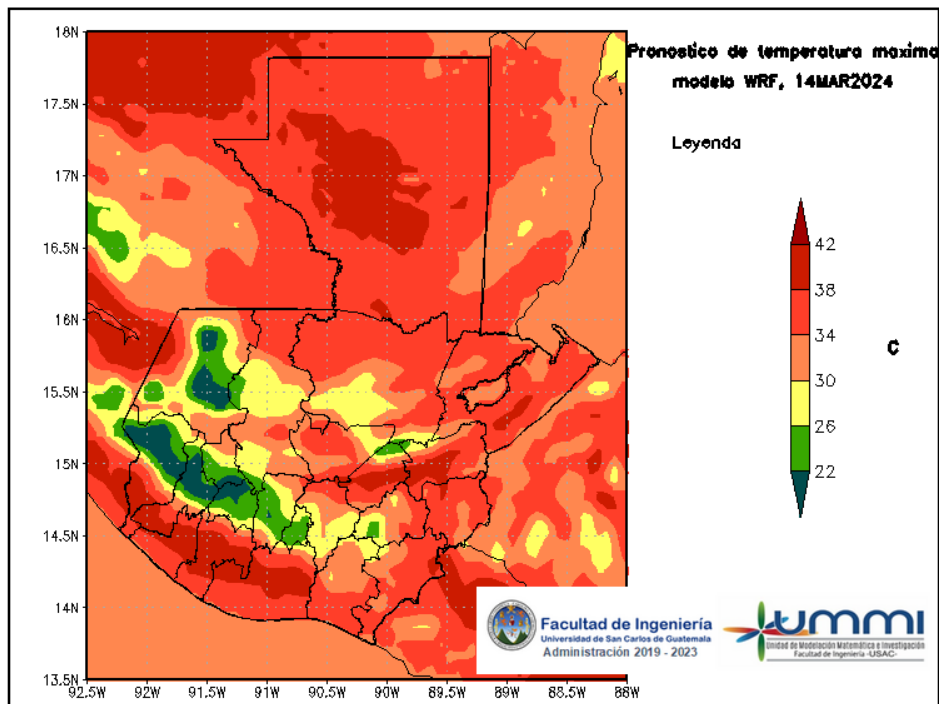 Pronostico de temperatura maxima
modelo WRF, 14MAR2024
Leyenda
42
38
34
30
26
22
C
18N
17.5N
17N
16.5N
16N
15.5N
15N
14.5N
14N
13.5N
92.5W
92W
91.5W
91W
90.5W
90W
89.5W
89W
88.5W
88W
Facultad de Ingeniería
Universidad de San Carlos de Guatemala
Administración 2019 - 2023
UMMI
Unidad de Modelación Matemática e Investigación
Facultad de Ingeniería -USAC-